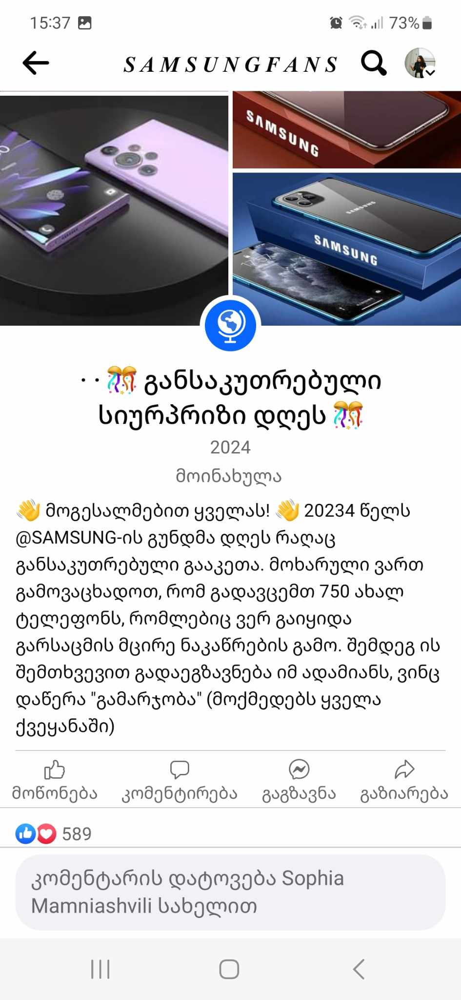 15:37 73%
SAMSUNGFANS
SAMSUNG
SAMSUNG
SAMSUNG
· · 🎊 განსაკუთრებული
სიურპრიზი დღეს 🎊
2024
მოინახულა
👋 მოგესალმებით ყველას! 👋 20234 წელს
@SAMSUNG-ის გუნდმა დღეს რაღაც
განსაკუთრებული გააკეთა. მოხარული ვართ
გამოვაცხადოთ, რომ გადავცემთ 750 ახალ
ტელეფონს, რომლებიც ვერ გაიყიდა
გარსაცმის მცირე ნაკაწრების გამო. შემდეგ ის
შემთხვევით გადაეგზავნება იმ ადამიანს, ვინც
დაწერა "გამარჯობა" (მოქმედებს ყველა
ქვეყანაში)
მოწონება კომენტირება გაგზავნა გაზიარება
589
კომენტარის დატოვება Sophia
Mamniashvili სახელით